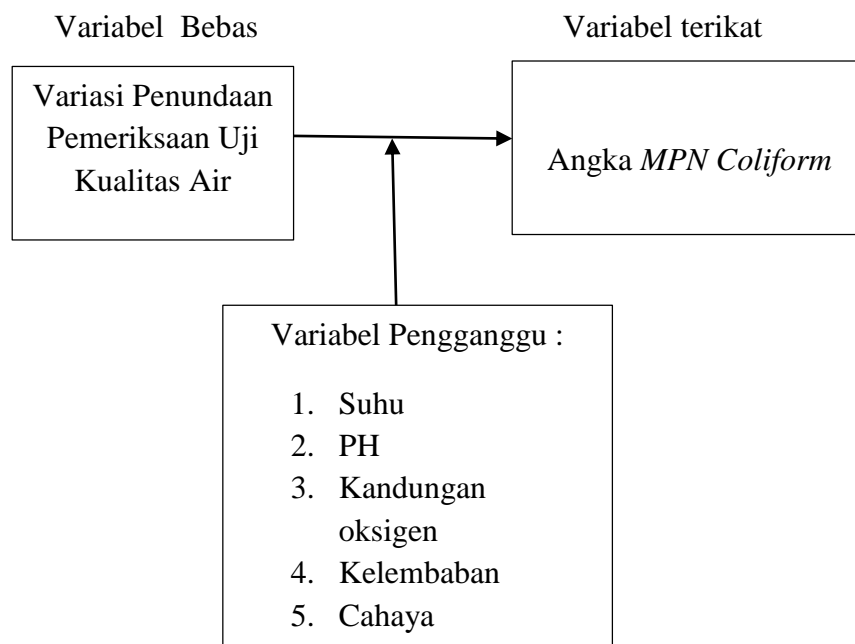 Variabel Bebas
Variabel terikat
Variasi Penundaan
Pemeriksaan Uji
Kualitas Air
Angka MPN Coliform
Variabel Pengganggu :
1. Suhu
2. PH
3. Kandungan
oksigen
4. Kelembaban
5. Cahaya